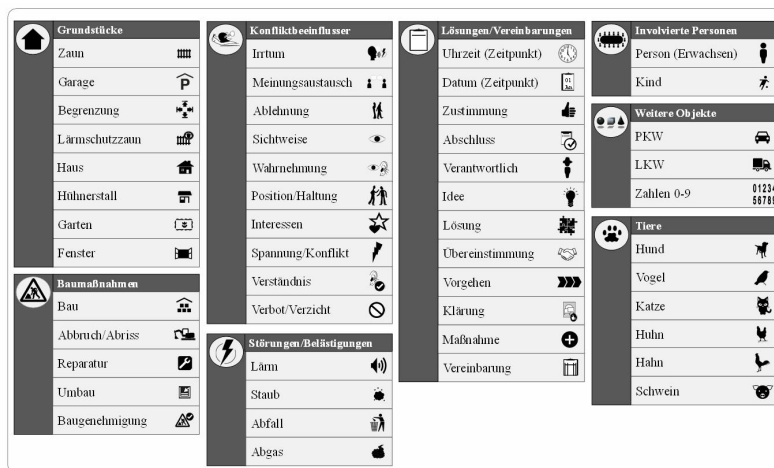 Grundstücke
Zaun
Garage
P
Begrenzung
Lärmschutzzaun
Haus
Hühnerstall
Garten
Fenster
Baumaßnahmen
Bau
Abbruch/Abriss
Reparatur
Umbau
Baugenehmigung
Konfliktbeeinflusser
Irrtum
Meinungsaustausch
Ablehnung
Sichtweise
Wahrnehmung
Position/Haltung
Interessen
Spannung/Konflikt
Verständnis
Verbot/Verzicht
Störungen/Belästigungen
Lärm
Staub
Abfall
Abgas
Lösungen/Vereinbarungen
Uhrzeit (Zeitpunkt)
Datum (Zeitpunkt)
Zustimmung
Abschluss
Verantwortlich
Idee
Lösung
Übereinstimmung
Vorgehen
Klärung
Maßnahme
Vereinbarung
Involvierte Personen
Person (Erwachsen)
Kind
Weitere Objekte
PKW
LKW
Zahlen 0-9
01234
56789
Tiere
Hund
Vogel
Katze
Huhn
Hahn
Schwein